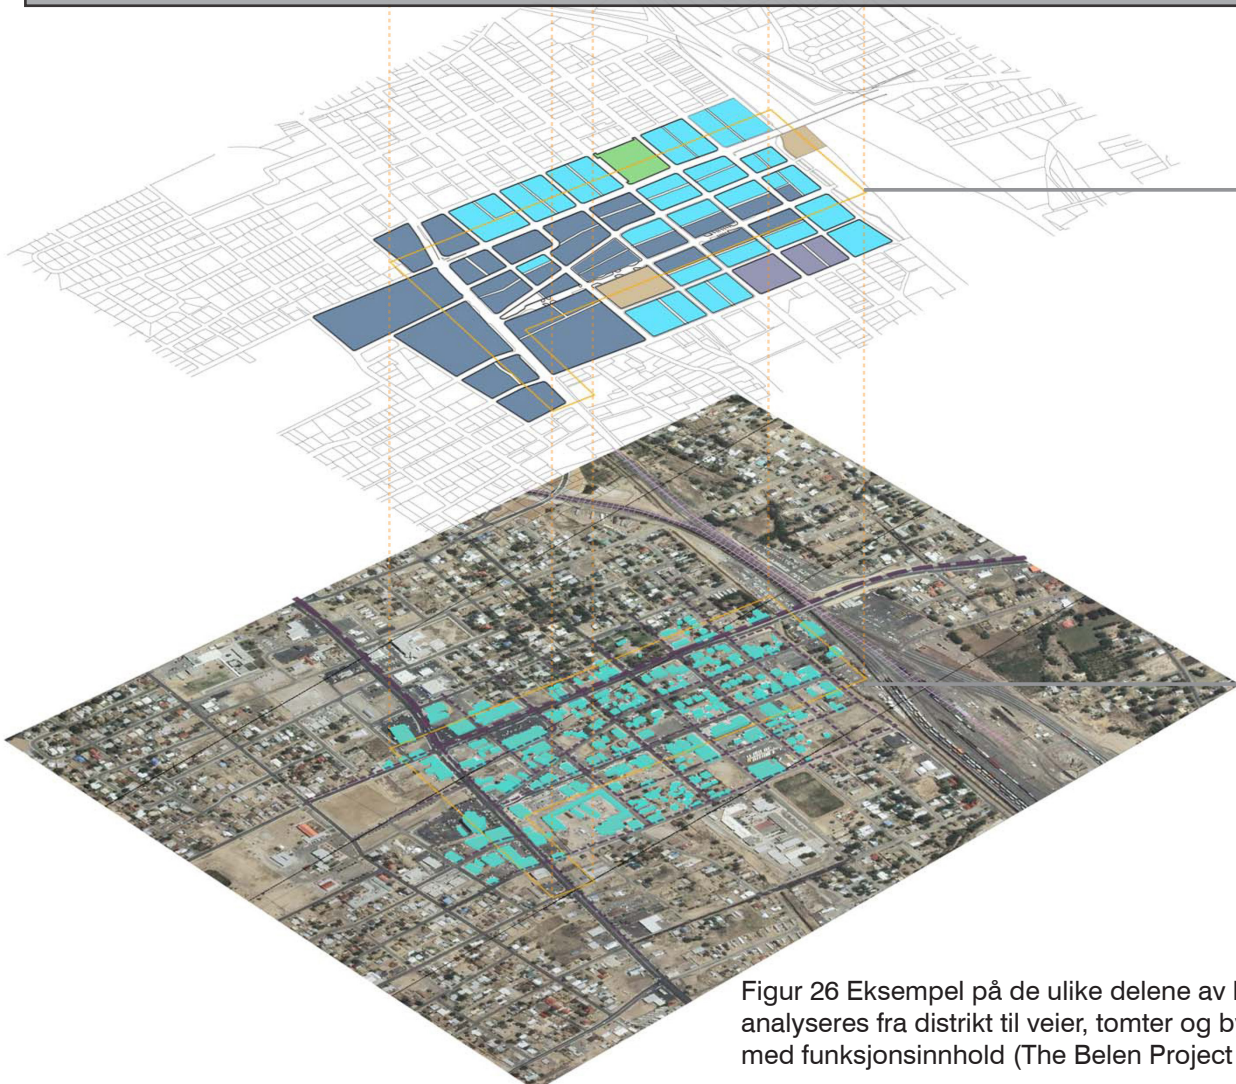 Figur 26 Eksempel på de ulike delene av
analyseres fra distrikt til veier, tomter og
med funksjonsinnhold (The Belen Project